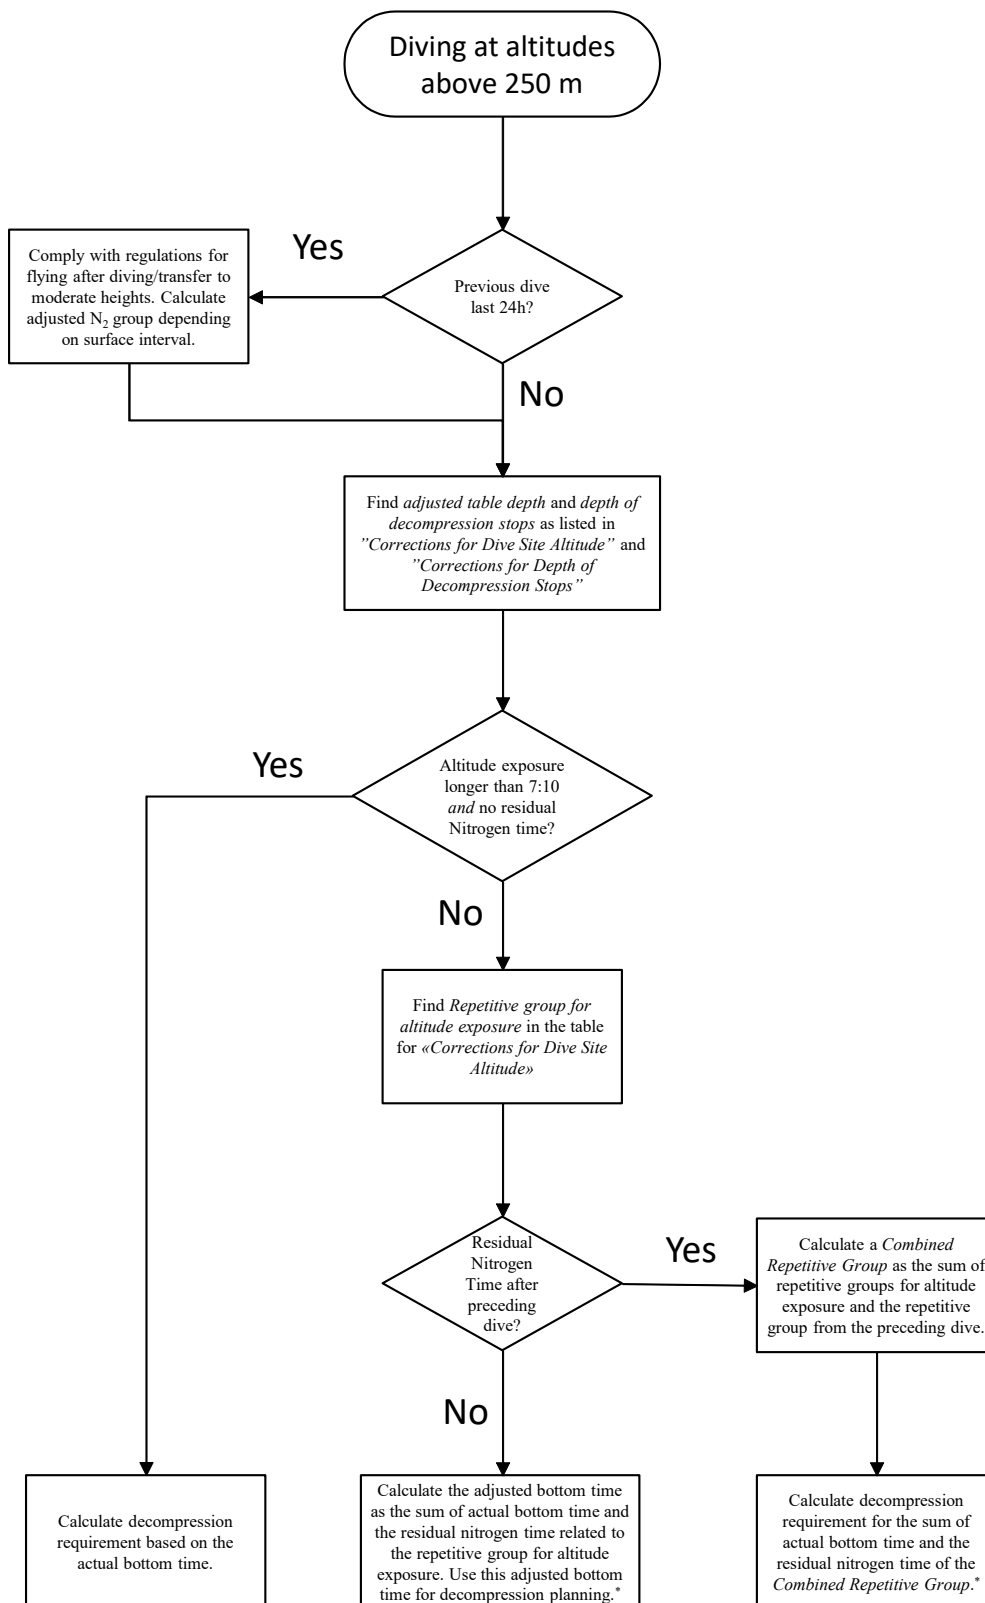 Diving at altitudes
above 250 m
Yes
Comply with regulations for
flying after diving/transfer to
moderate heights. Calculate
adjusted N₂ group depending
on surface interval.
Previous dive
last 24h?
No
Find adjusted table depth and depth of
decompression stops as listed in
”Corrections for Dive Site Altitude” and
”Corrections for Depth of
Decompression Stops”
Yes
Altitude exposure
longer than 7:10
and no residual
Nitrogen time?
No
Find Repetitive group for
altitude exposure in the table
for «Corrections for Dive Site
Altitude»
Residual
Nitrogen
Time after
preceding
dive?
Yes
Calculate a Combined
Repetitive Group as the sum of
repetitive groups for altitude
exposure and the repetitive
group from the preceding dive.
No
Calculate decompression
requirement based on the
actual bottom time.
Calculate the adjusted bottom time
as the sum of actual bottom time and
the residual nitrogen time related to
the repetitive group for altitude
exposure. Use this adjusted bottom
time for decompression planning.*
Calculate decompression
requirement for the sum of
actual bottom time and the
residual nitrogen time of the
Combined Repetitive Group.*